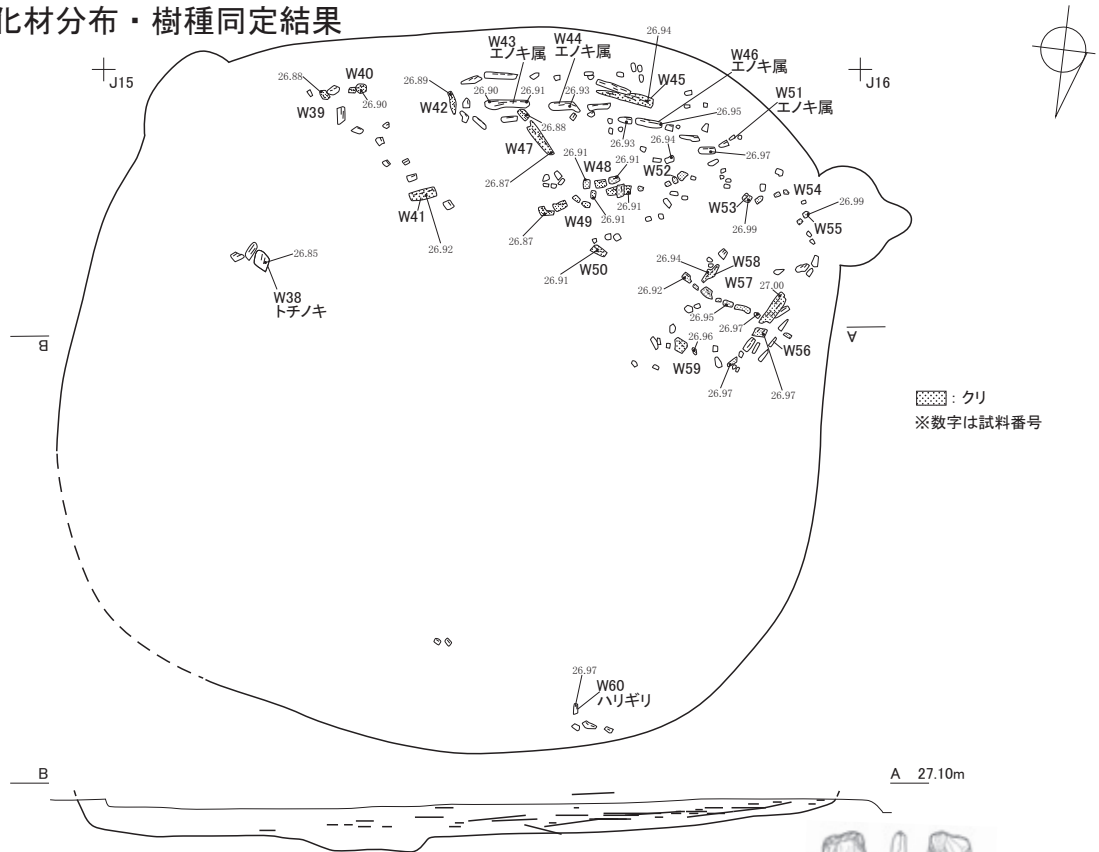 化材分布・樹種同定結果
J15
J16
26.88
W40
W39
26.90
26.89
W42
W43
エノキ属
26.90
26.91
W44
エノキ属
26.93
26.94
W45
W46
エノキ属
26.95
W51
エノキ属
26.88
W47
26.87
26.93
26.94
26.97
26.91
W48
26.91
W52
W41
26.92
26.87
W49
26.91
26.91
W53
26.99
W54
26.99
W55
26.91
W50
26.85
W38
トチノキ
26.94
W58
26.92
W57
27.00
26.95
26.97
26.96
W59
W56
26.97
26.97
B
A
:クリ
※数字は試料番号
26.97
W60
ハリギリ
B
A 27.10m